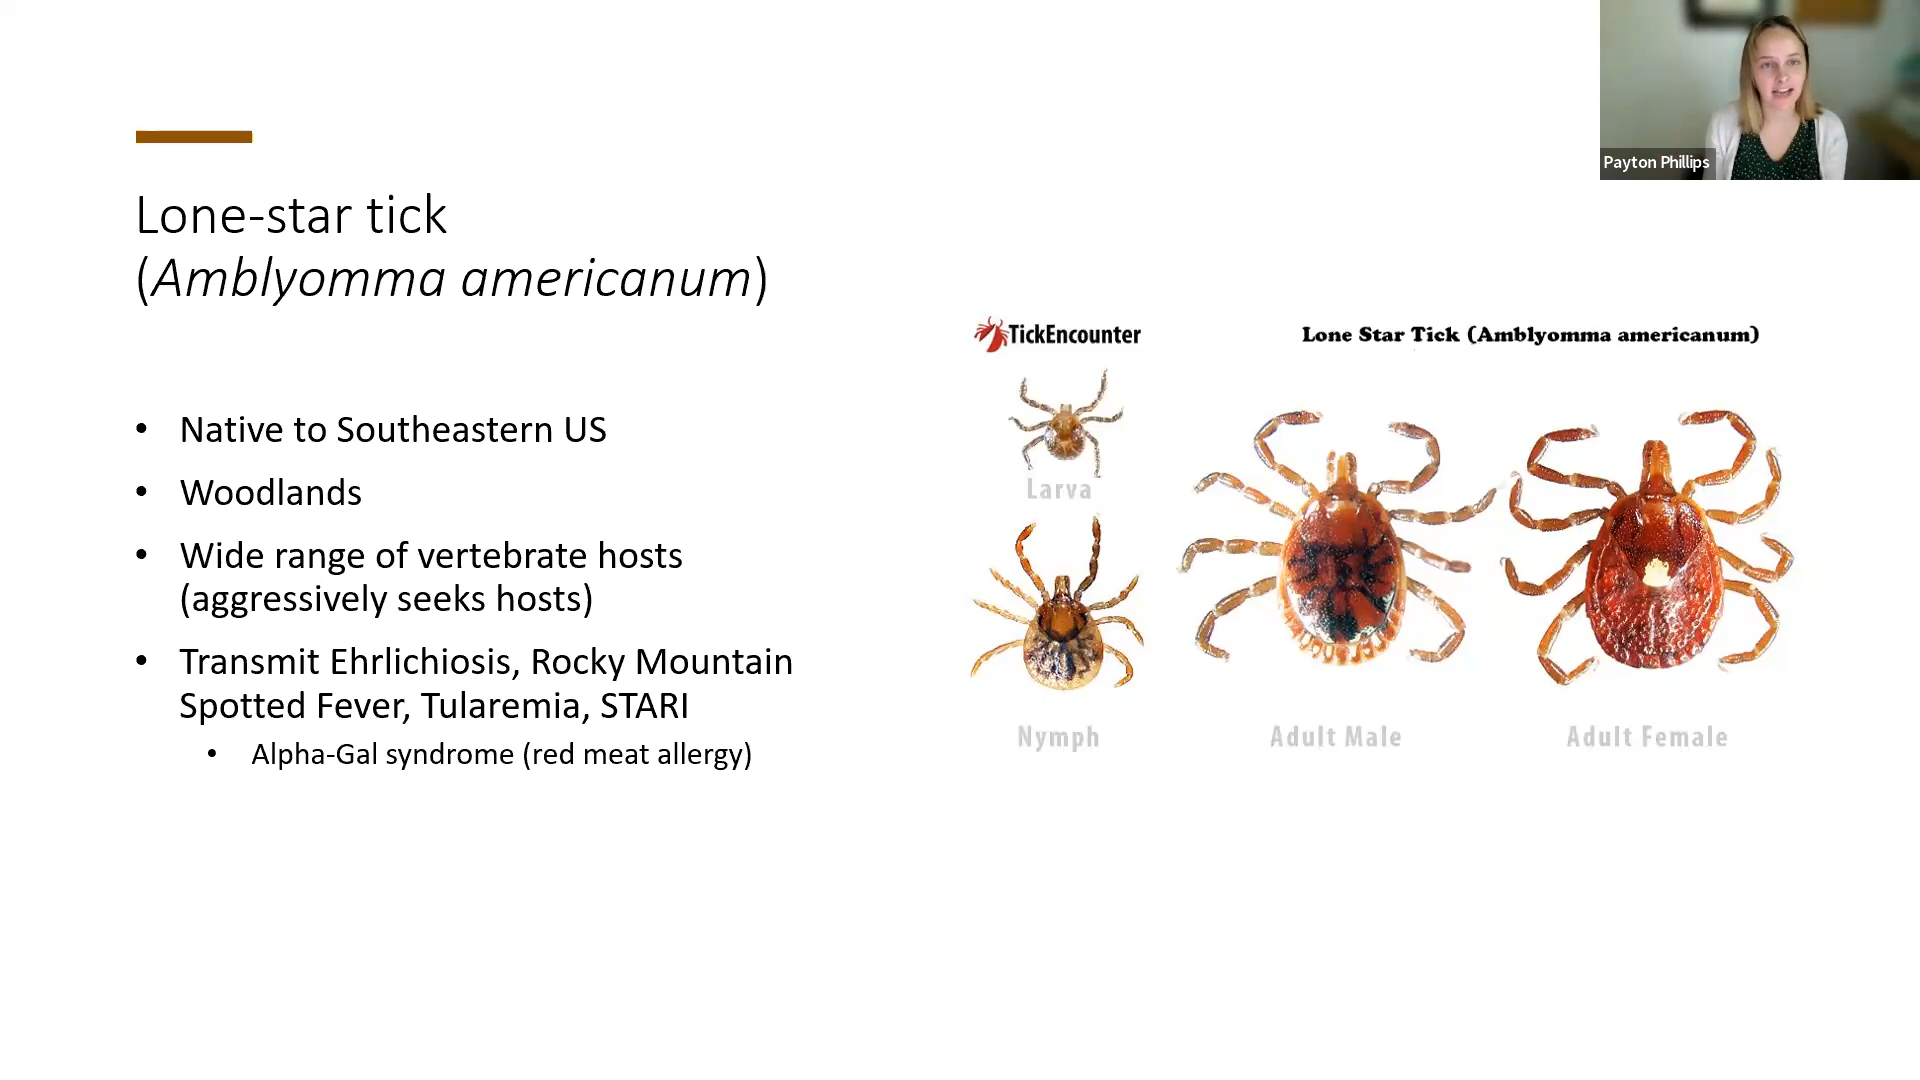 Payton Phillips
Lone-star tick
(Amblyomma americanum)
• Native to Southeastern US
• Woodlands
• Wide range of vertebrate hosts
(aggressively seeks hosts)
• Transmit Ehrlichiosis, Rocky Mountain
Spotted Fever, Tularemia, STARI
• Alpha-Gal syndrome (red meat allergy)
TickEncounter
Lone Star Tick (Amblyomma americanum)
Larva
Nymph
Adult Male
Adult Female